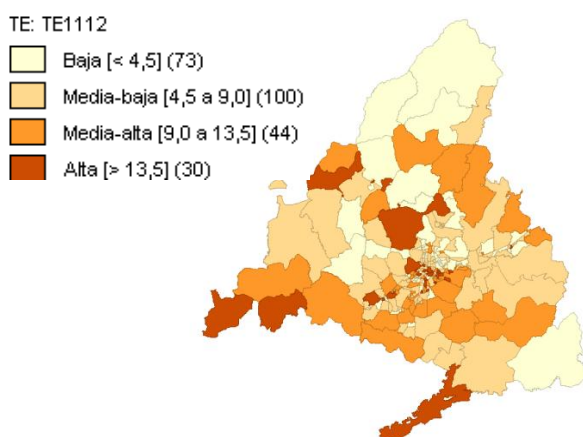 TE: TE1112
Baja [< 4,5] (73)
Media-baja [4,5 a 9,0] (100)
Media-alta [9,0 a 13,5] (44)
Alta [> 13,5] (30)